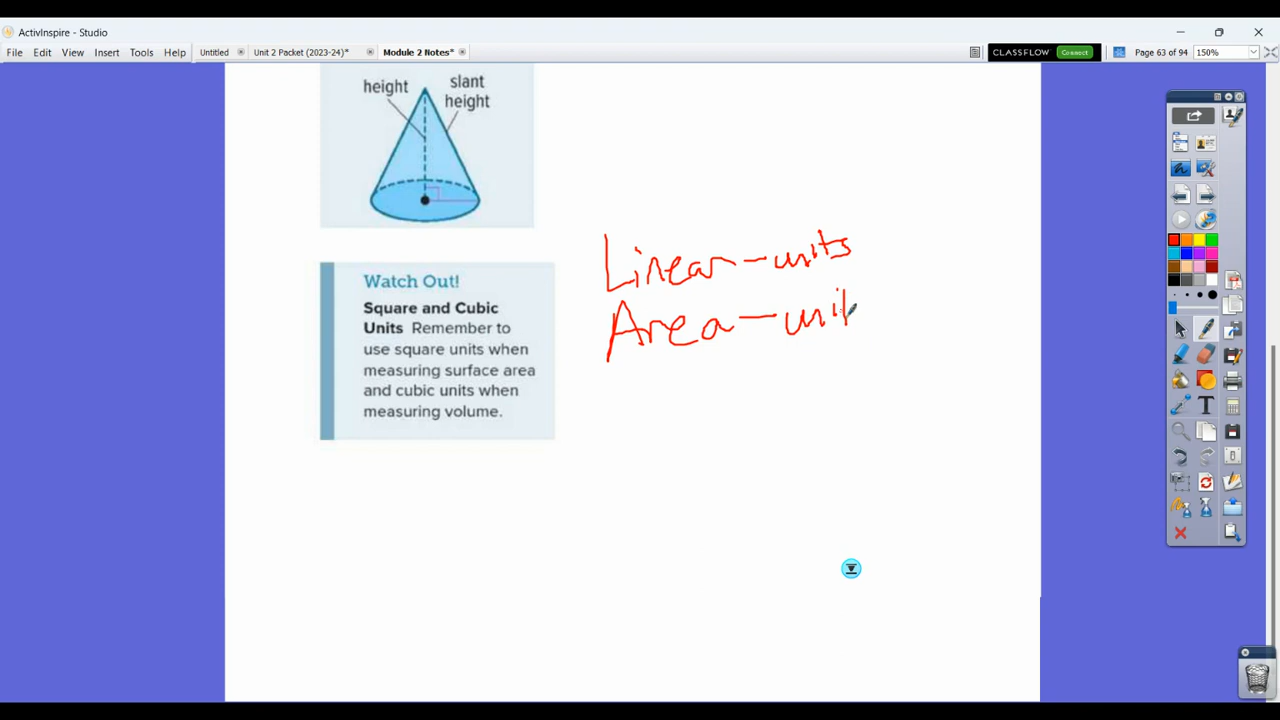 ActivInspire - Studio
File Edit View Insert Tools Help
Untitled
Unit 2 Packet (2023-24)*
Module 2 Notes*
CLASSFLOW Connect
Page 63 of 94
150%
height
slant
height
Linear - units
Area - unit
Watch Out!
Square and Cubic
Units Remember to
use square units when
measuring surface area
and cubic units when
measuring volume.